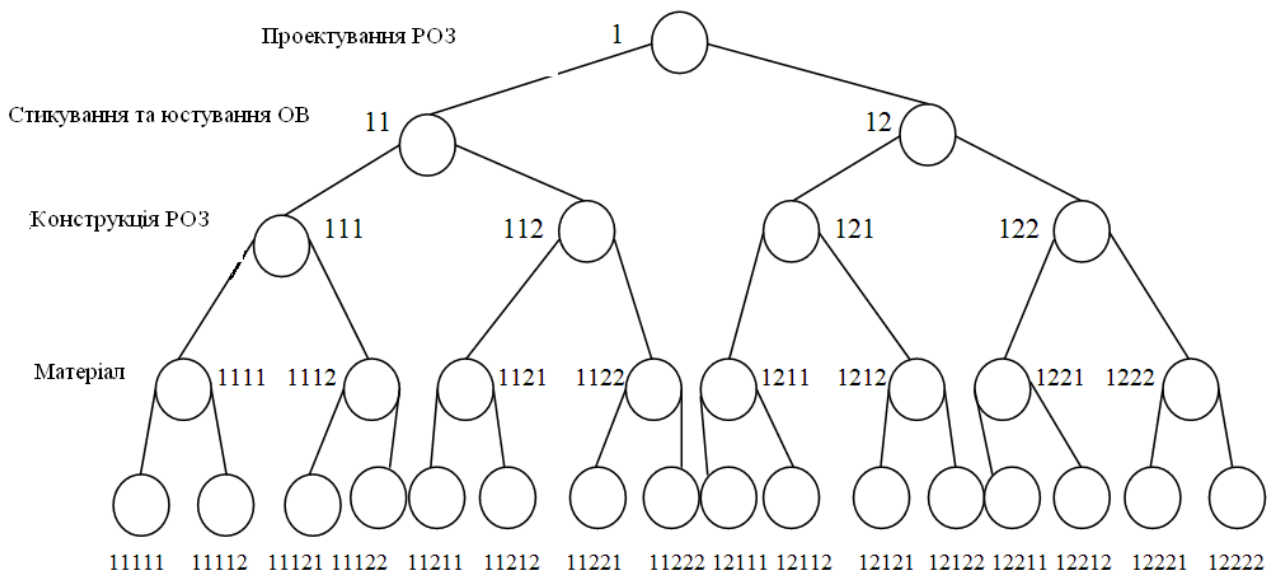 Проектування РОЗ 1
Стикування та юстування ОВ 11 12
Конструкція РОЗ 111 112 121 122
Матеріал 1111 1112 1121 1122 1211 1212 1221 1222
11111 11112 11121 11122 11211 11212 11221 11222 12111 12112 12121 12122 12211 12212 12221 12222